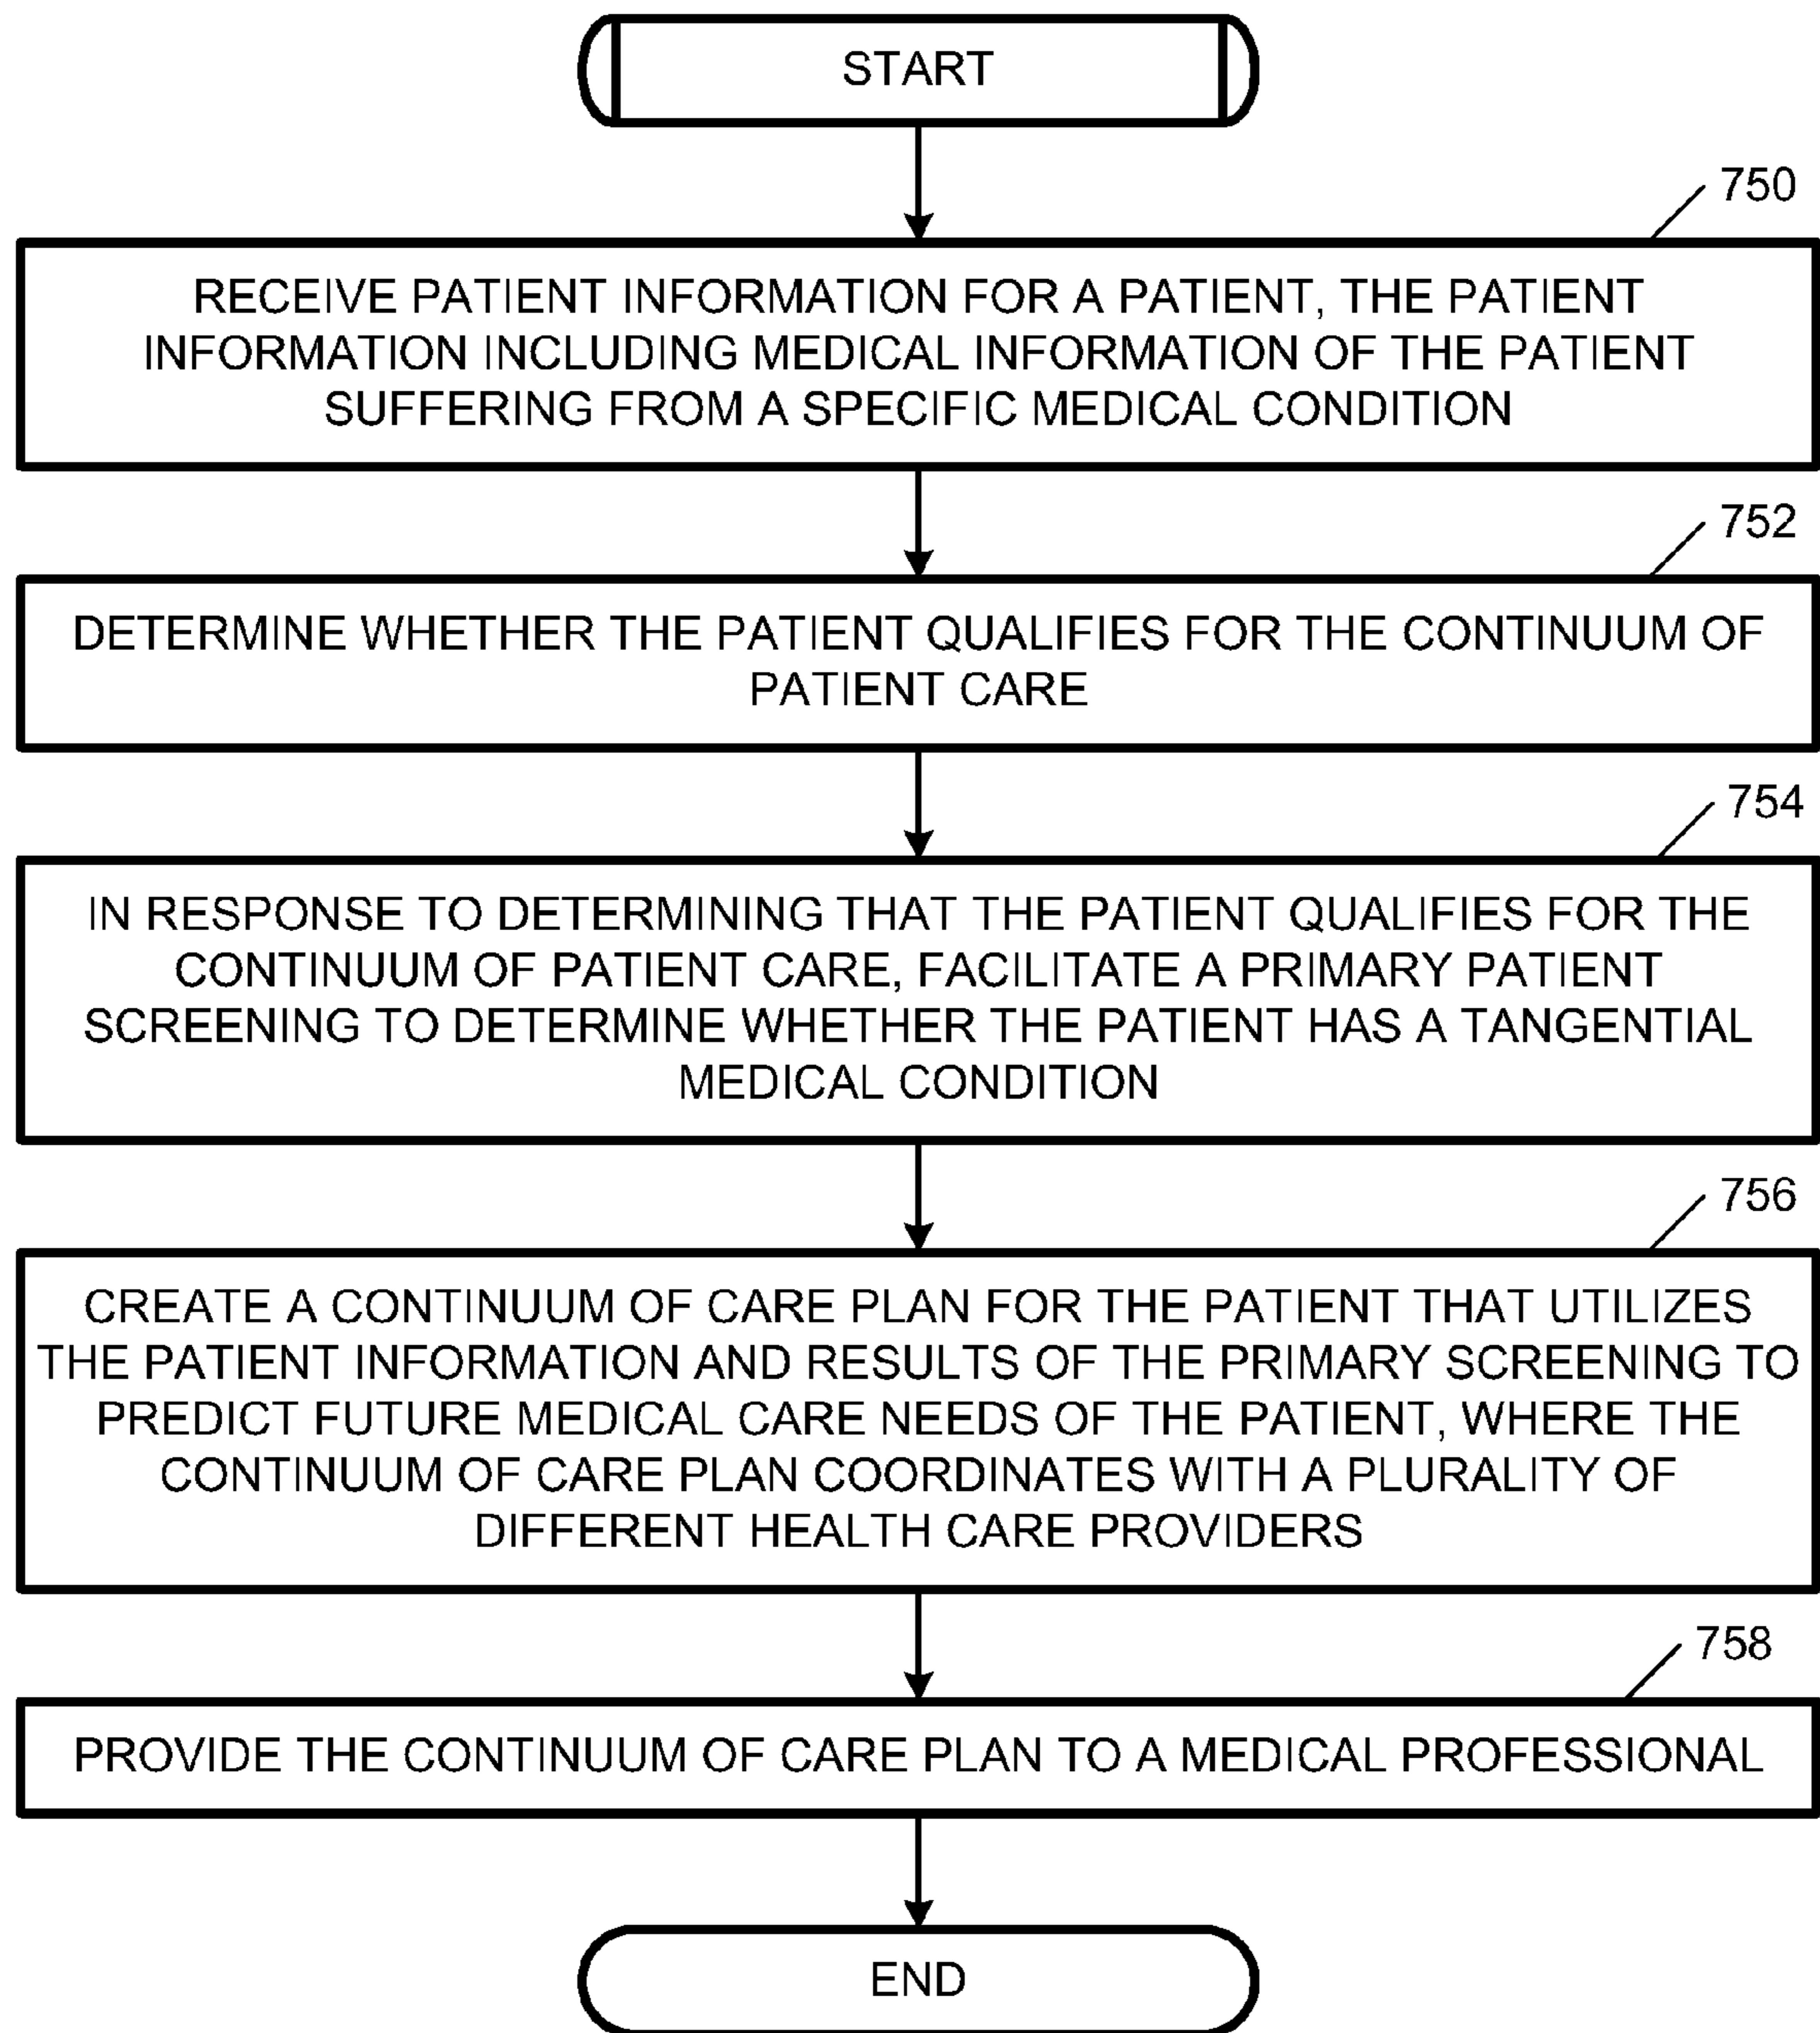 START
750
RECEIVE PATIENT INFORMATION FOR A PATIENT, THE PATIENT
INFORMATION INCLUDING MEDICAL INFORMATION OF THE PATIENT
SUFFERING FROM A SPECIFIC MEDICAL CONDITION
752
DETERMINE WHETHER THE PATIENT QUALIFIES FOR THE CONTINUUM OF
PATIENT CARE
754
IN RESPONSE TO DETERMINING THAT THE PATIENT QUALIFIES FOR THE
CONTINUUM OF PATIENT CARE, FACILITATE A PRIMARY PATIENT
SCREENING TO DETERMINE WHETHER THE PATIENT HAS A TANGENTIAL
MEDICAL CONDITION
756
CREATE A CONTINUUM OF CARE PLAN FOR THE PATIENT THAT UTILIZES
THE PATIENT INFORMATION AND RESULTS OF THE PRIMARY SCREENING TO
PREDICT FUTURE MEDICAL CARE NEEDS OF THE PATIENT, WHERE THE
CONTINUUM OF CARE PLAN COORDINATES WITH A PLURALITY OF
DIFFERENT HEALTH CARE PROVIDERS
758
PROVIDE THE CONTINUUM OF CARE PLAN TO A MEDICAL PROFESSIONAL
END